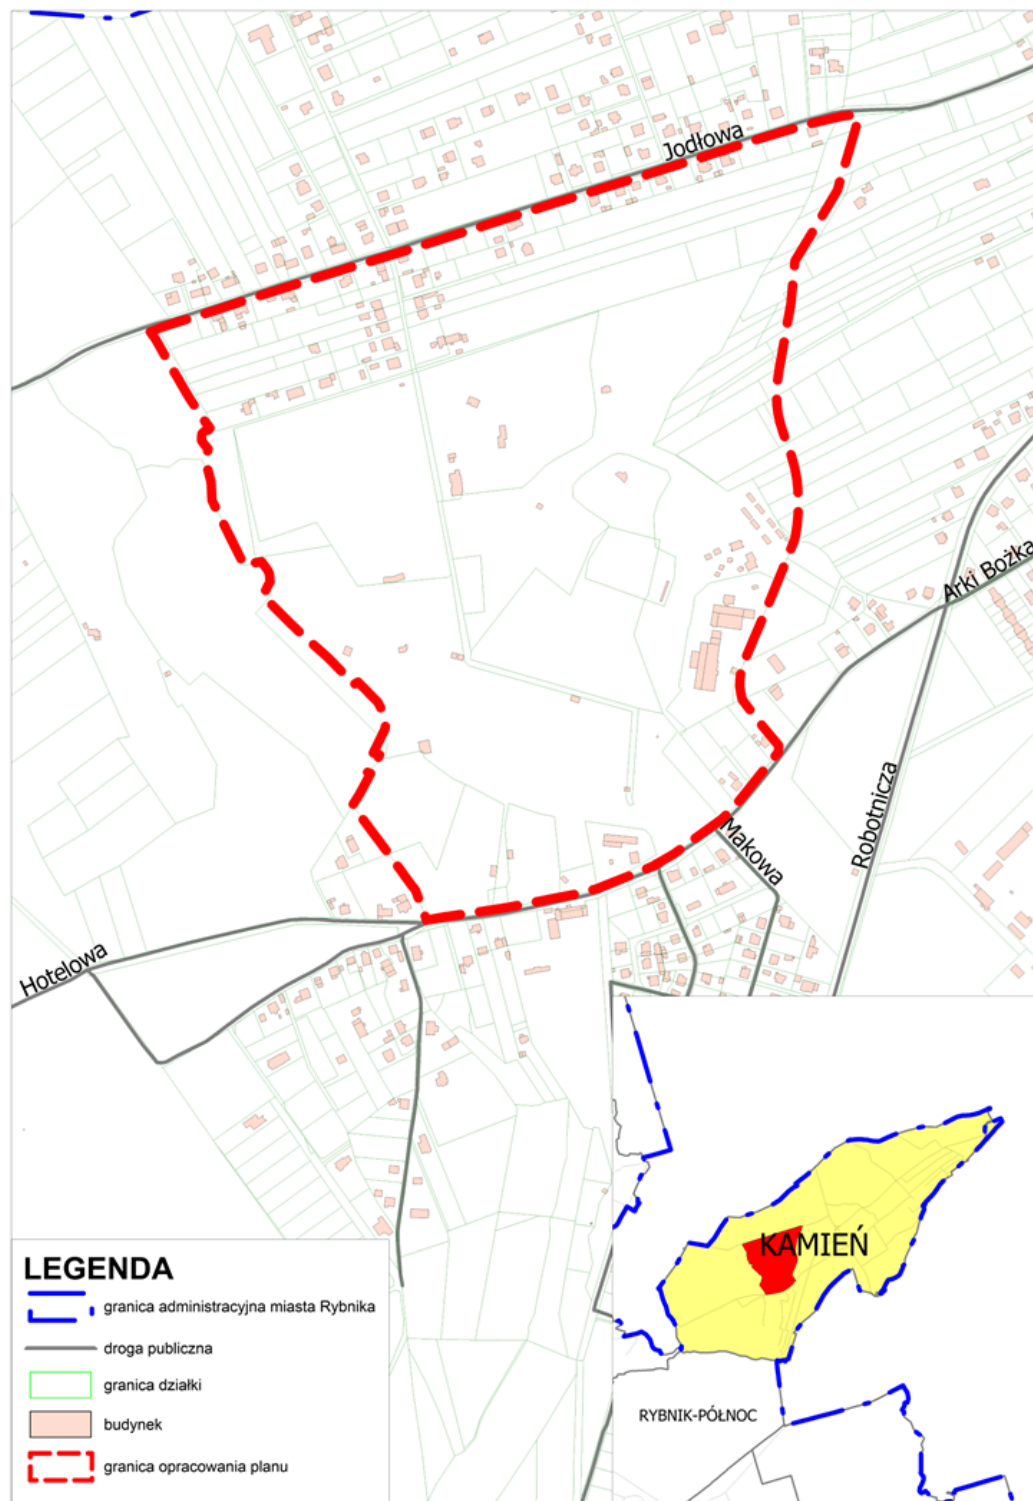 Jodłowa
Arki Bożka
Robotnicza
Makowa
Hotelowa
KAMIEŃ
RYBNIK-PÓŁNOC
LEGENDA
granica administracyjna miasta Rybnika
droga publiczna
granica działki
budynek
granica opracowania planu